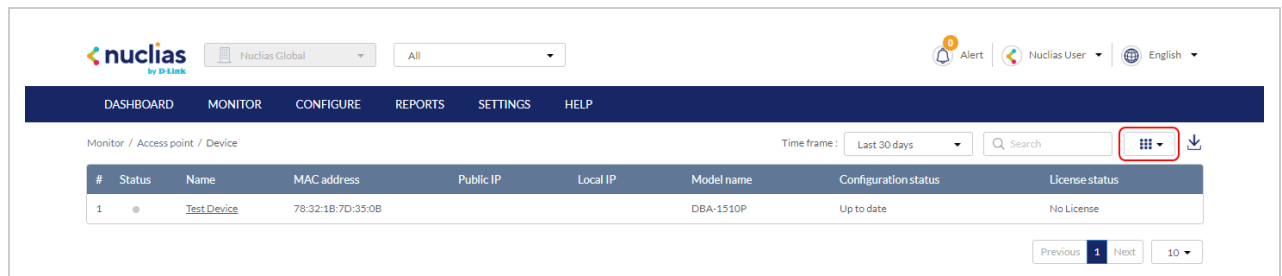 nuclias
by D-Link
Nuclias Global
All
0
Alert
Nuclias User
English
DASHBOARD MONITOR CONFIGURE REPORTS SETTINGS HELP
Monitor / Access point / Device
Time frame : Last 30 days
Search
# Status Name MAC address Public IP Local IP Model name Configuration status License status
1 Test Device 78:32:1B:7D:35:0B DBA-1510P Up to date No License
Previous 1 Next 10